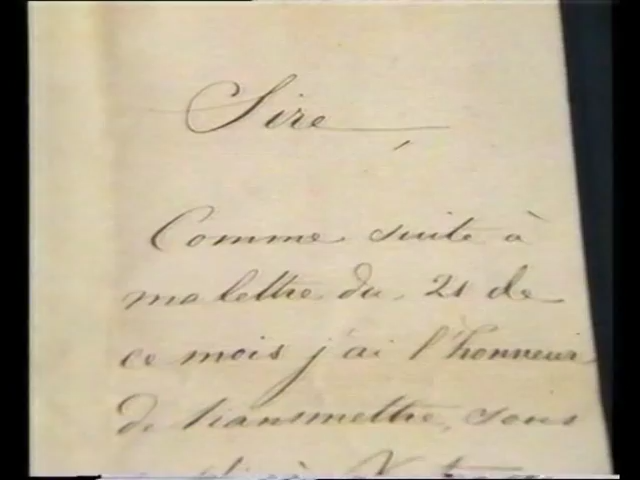 Sire,
Comme suite à
ma lettre du 21 de
ce mois j'ai l'honneur
de transmettre, sous